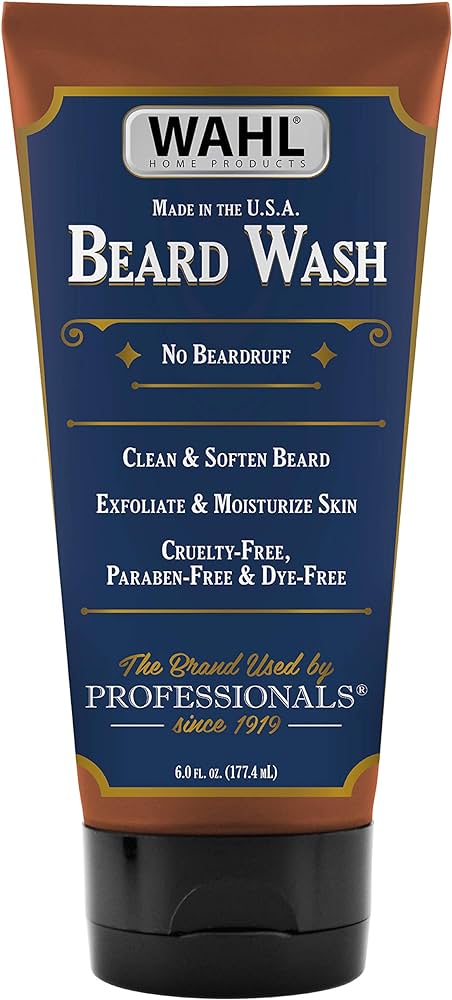 WAHL®
HOME PRODUCTS
MADE IN THE U.S.A.
BEARD WASH
NO BEARDRUFF
CLEAN & SOFTEN BEARD
EXFOLIATE & MOISTURIZE SKIN
CRUELTY-FREE,
PARABEN-FREE & DYE-FREE
The Brand Used by
PROFESSIONALS®
since 1919
6.0 FL. OZ. (177.4 mL)